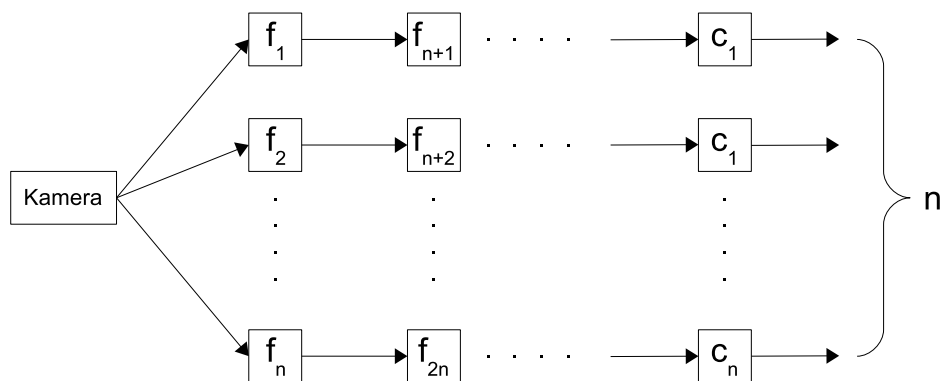 f1 fn+1 . . . . c1
f2 fn+2 . . . . c1
Kamera
n
fn f2n . . . . cn